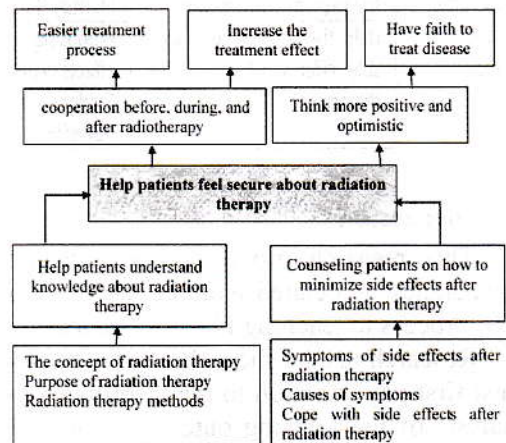 Easier treatment
process
Increase the
treatment effect
Have faith to
treat disease
cooperation before, during, and
after radiotherapy
Think more positive and
optimistic
Help patients feel secure about radiation
therapy
Help patients understand
knowledge about radiation
therapy
Counseling patients on how to
minimize side effects after
radiation therapy
The concept of radiation therapy
Purpose of radiation therapy
Radiation therapy methods
Symptoms of side effects after
radiation therapy
Causes of symptoms
Cope with side effects after
radiation therapy